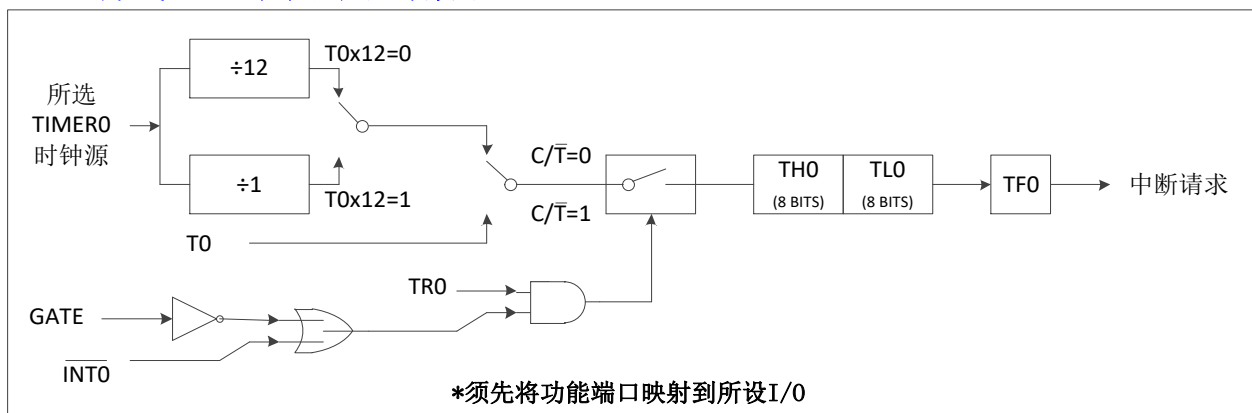 ÷12
T0x12=0
所选
TIMER0
时钟源
÷1
T0x12=1
T0
C/T̅=0
C/T̅=1
TH0
(8 BITS)
TL0
(8 BITS)
TF0
中断请求
TR0
GATE
I̅N̅T̅0̅
*须先将功能端口映射到所设I/O